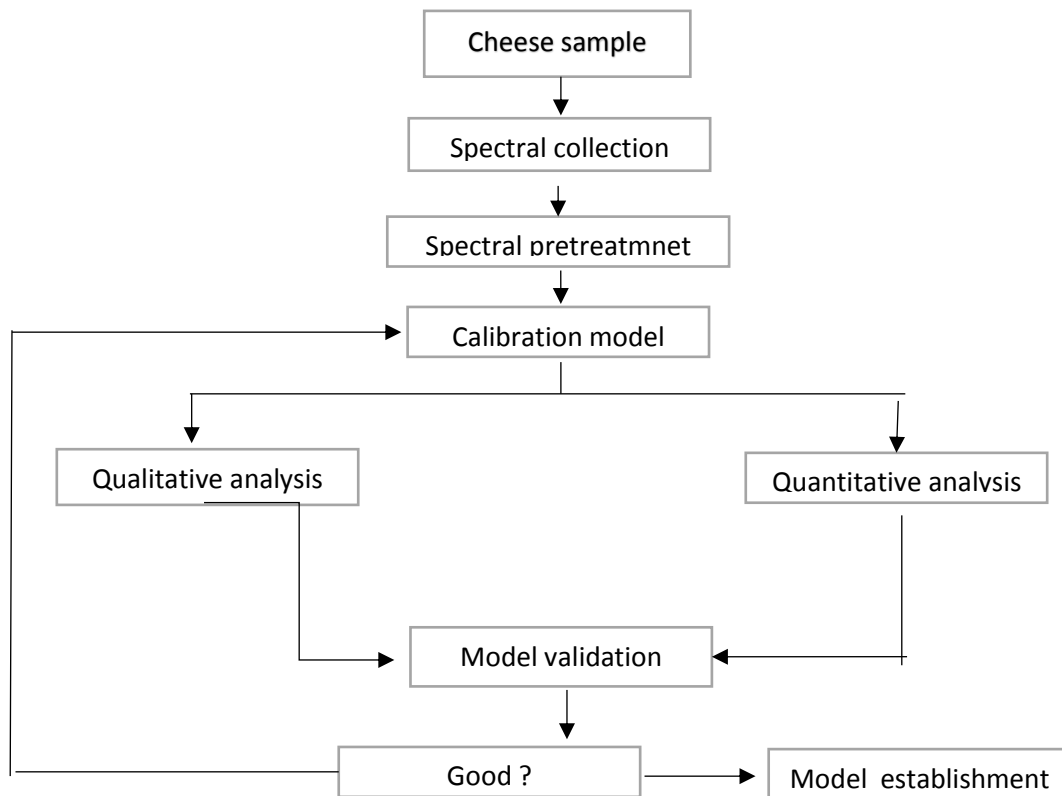 Cheese sample
Spectral collection
Spectral pretreatmnet
Calibration model
Qualitative analysis
Quantitative analysis
Model validation
Good ?
Model establishment